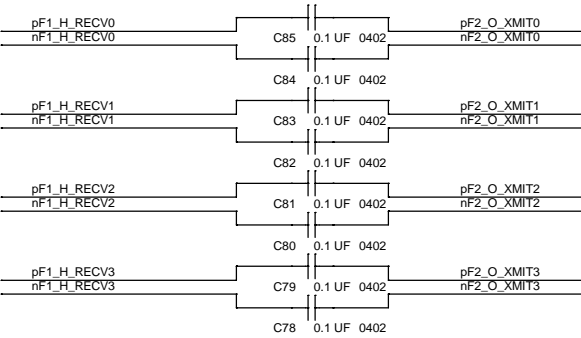 pF1_H_RECV0 pF2_O_XMIT0
nF1_H_RECV0 C85 0.1 UF 0402 nF2_O_XMIT0
C84 0.1 UF 0402
pF1_H_RECV1 pF2_O_XMIT1
nF1_H_RECV1 C83 0.1 UF 0402 nF2_O_XMIT1
C82 0.1 UF 0402
pF1_H_RECV2 pF2_O_XMIT2
nF1_H_RECV2 C81 0.1 UF 0402 nF2_O_XMIT2
C80 0.1 UF 0402
pF1_H_RECV3 pF2_O_XMIT3
nF1_H_RECV3 C79 0.1 UF 0402 nF2_O_XMIT3
C78 0.1 UF 0402